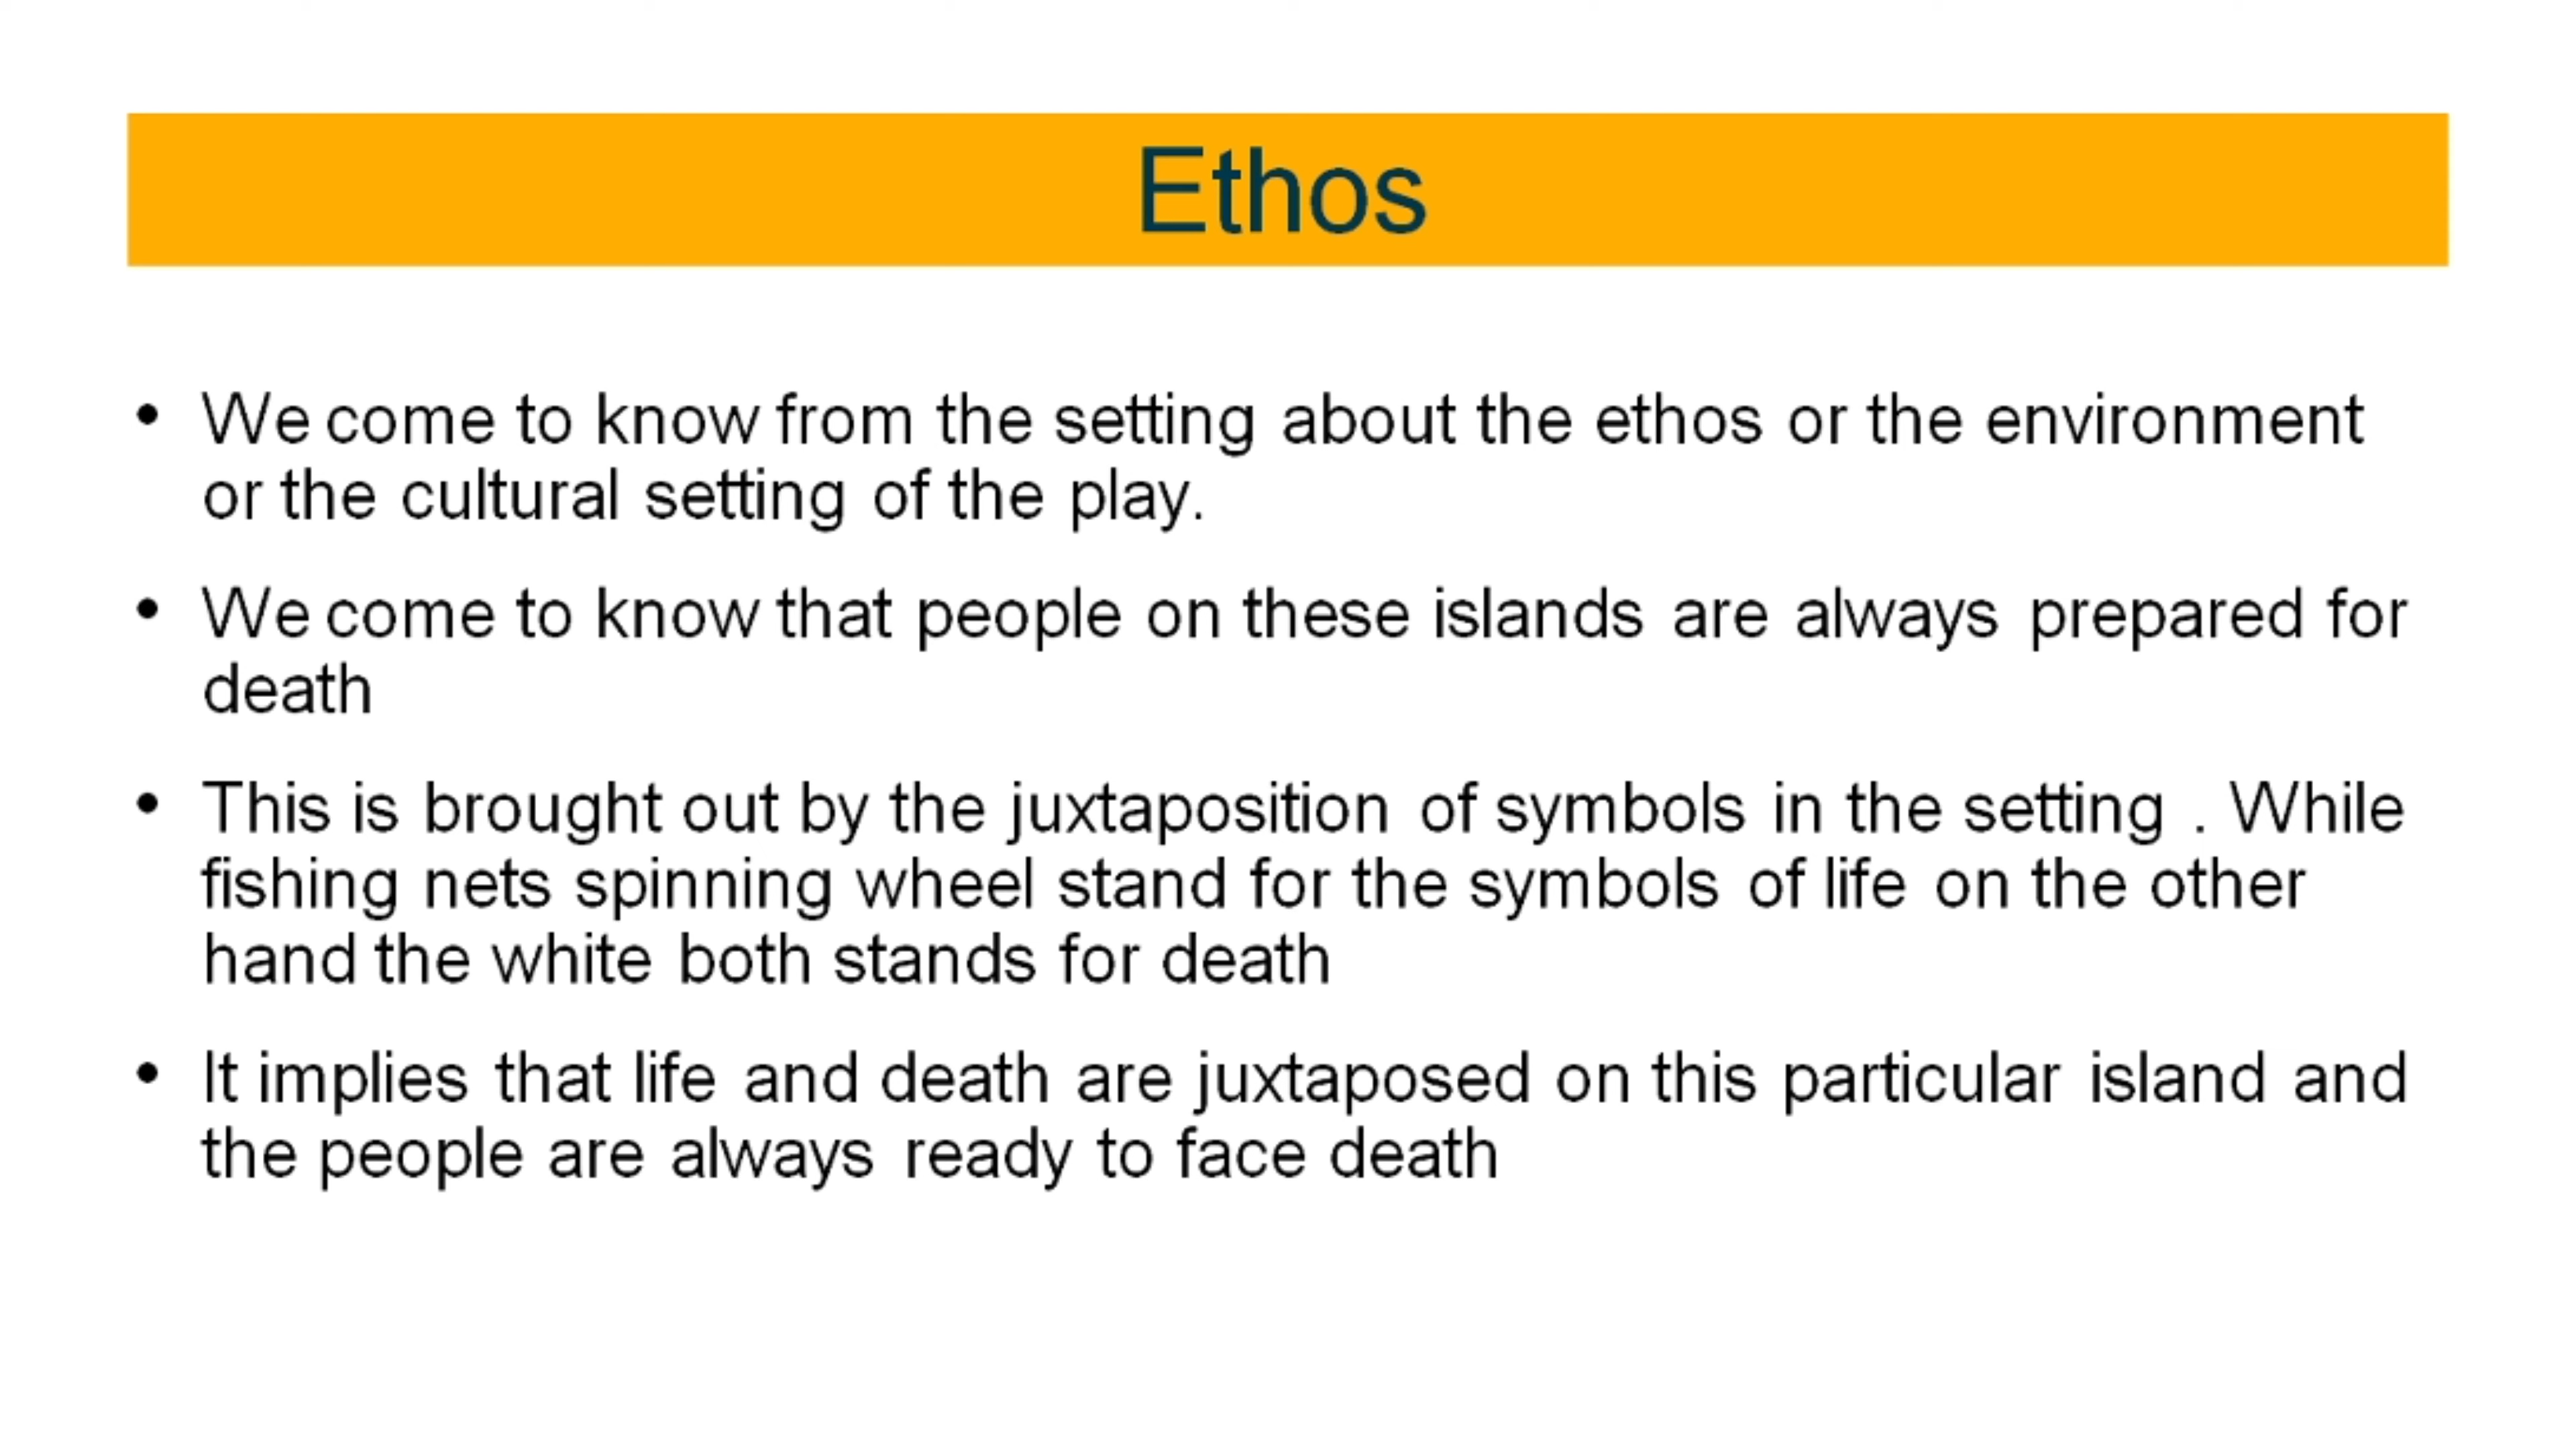 Ethos
• We come to know from the setting about the ethos or the environment
or the cultural setting of the play.
• We come to know that people on these islands are always prepared for
death
• This is brought out by the juxtaposition of symbols in the setting . While
fishing nets spinning wheel stand for the symbols of life on the other
hand the white both stands for death
• It implies that life and death are juxtaposed on this particular island and
the people are always ready to face death